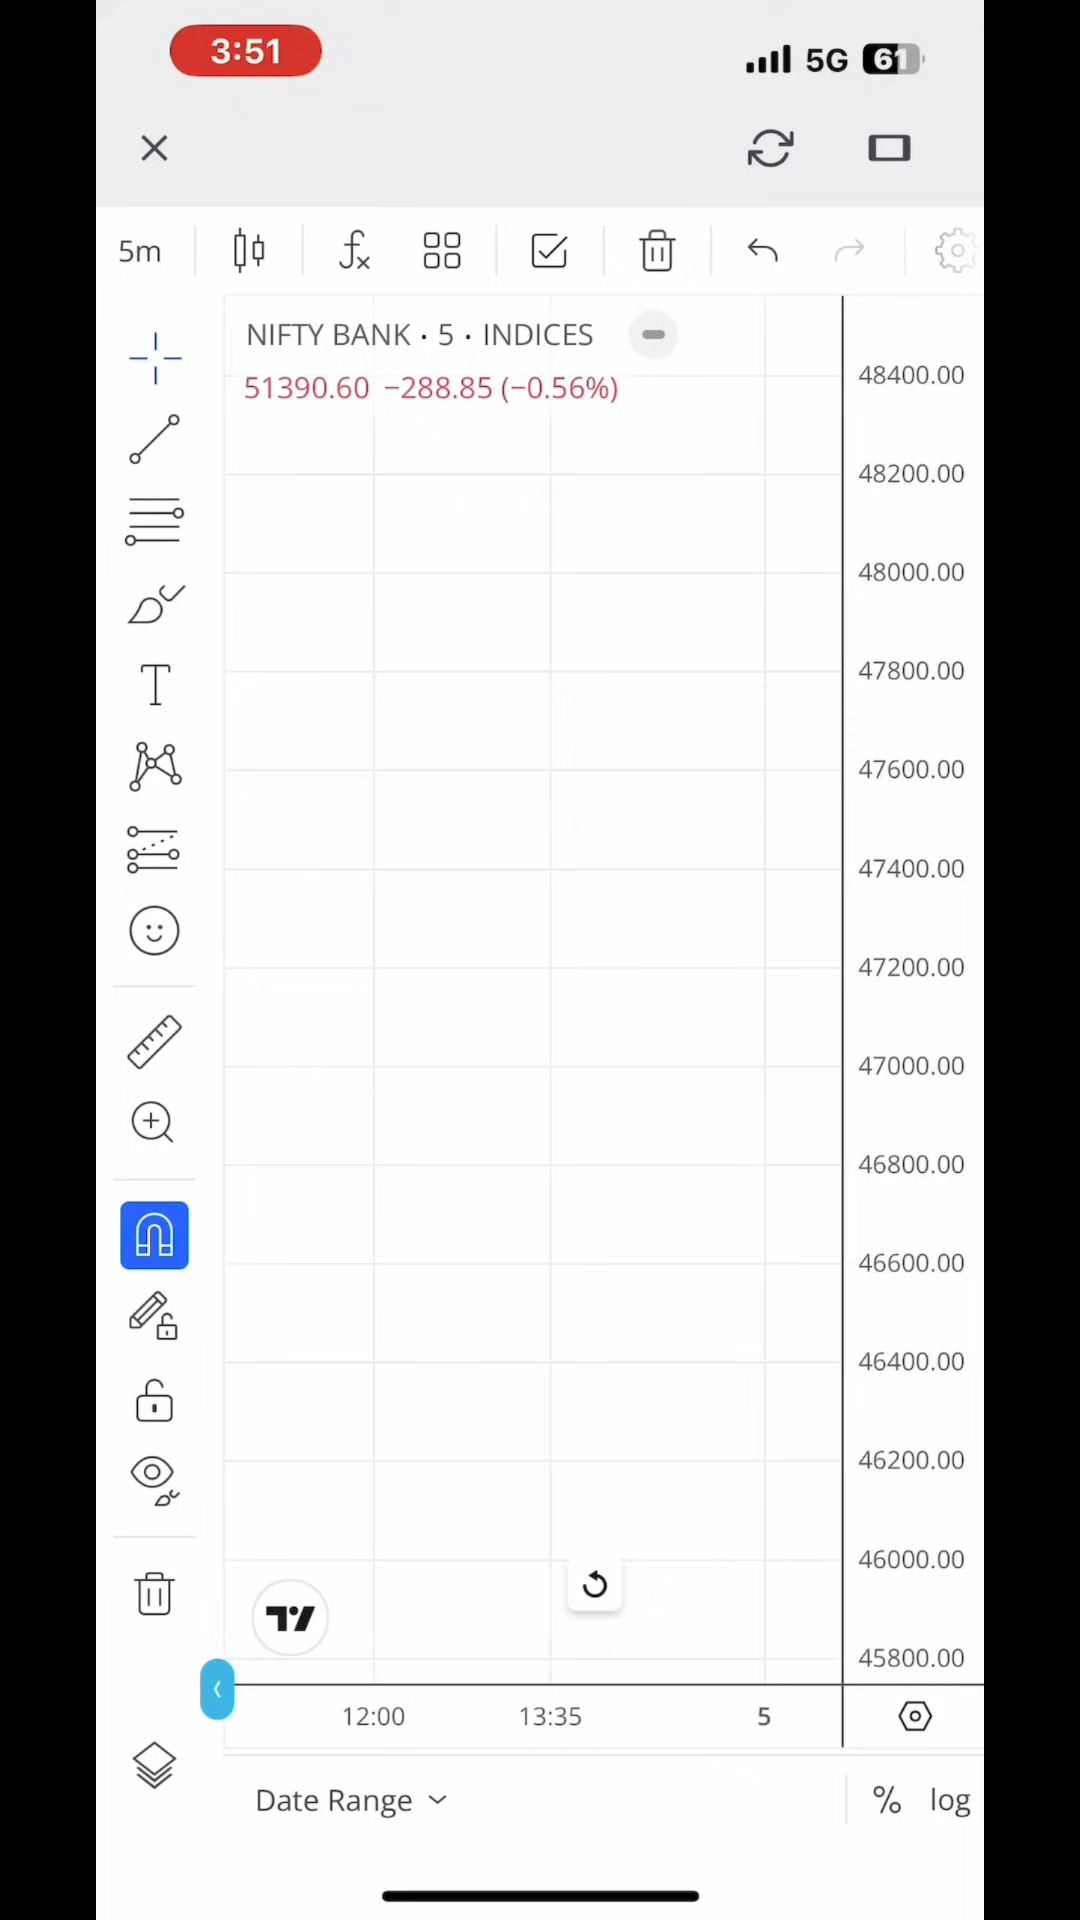 3:51
5G 61
5m
NIFTY BANK · 5 · INDICES
51390.60 −288.85 (−0.56%)
48400.00
48200.00
48000.00
47800.00
47600.00
47400.00
47200.00
47000.00
46800.00
46600.00
46400.00
46200.00
46000.00
45800.00
12:00 13:35 5
Date Range % log